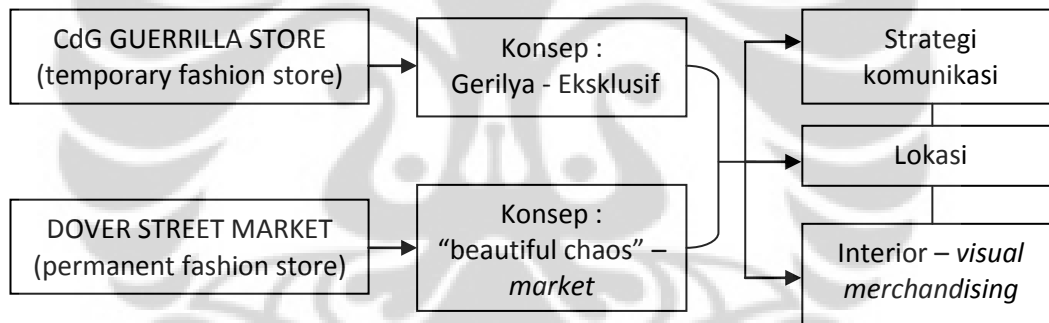 CdG GUERRILLA STORE
(temporary fashion store)
Konsep :
Gerilya - Eksklusif
Strategi
komunikasi
Lokasi
DOVER STREET MARKET
(permanent fashion store)
Konsep :
“beautiful chaos” –
market
Interior – visual
merchandising